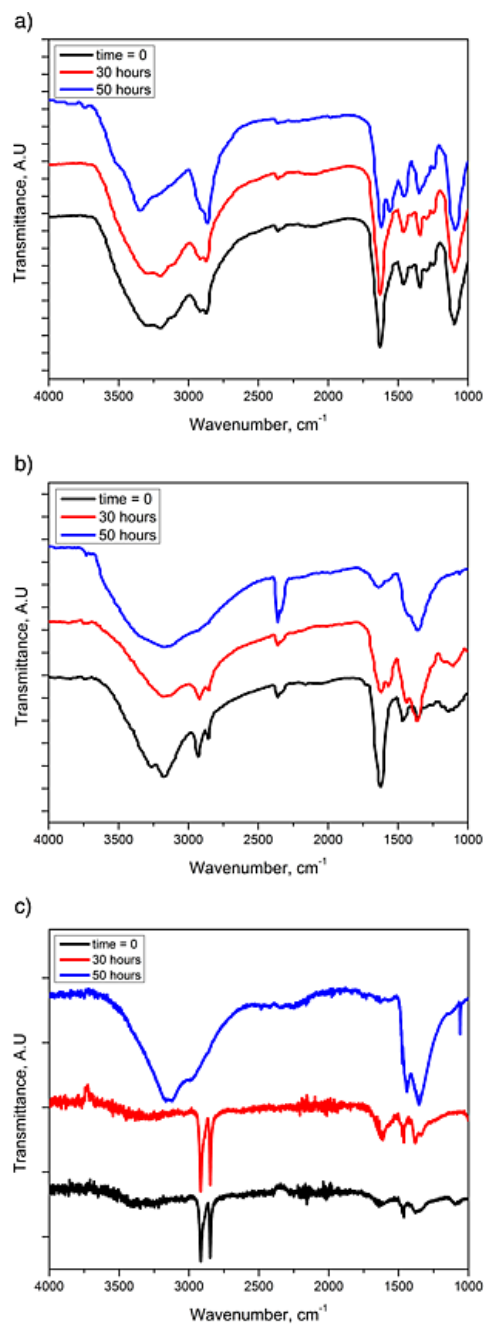 a)
time = 0
30 hours
50 hours
Transmittance, A.U
4000 3500 3000 2500 2000 1500 1000
Wavenumber, cm-1
b)
time = 0
30 hours
50 hours
Transmittance, A.U
4000 3500 3000 2500 2000 1500 1000
Wavenumber, cm-1
c)
time = 0
30 hours
50 hours
Transmittance, A.U
4000 3500 3000 2500 2000 1500 1000
Wavenumber, cm-1